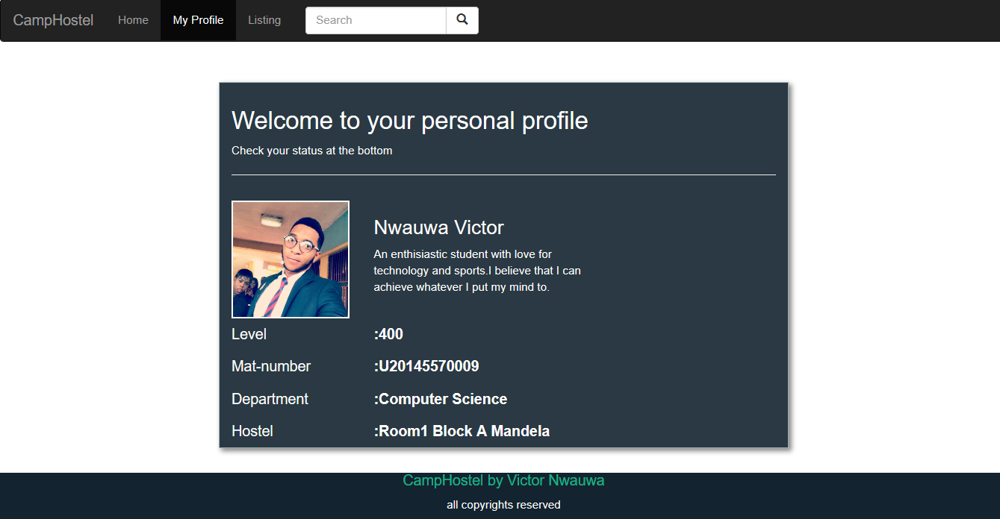 CampHostel Home My Profile Listing Search
Welcome to your personal profile
Check your status at the bottom
Nwauwa Victor
An enthisiastic student with love for
technology and sports.I believe that I can
achieve whatever I put my mind to.
Level :400
Mat-number :U20145570009
Department :Computer Science
Hostel :Room1 Block A Mandela
CampHostel by Victor Nwauwa
all copyrights reserved